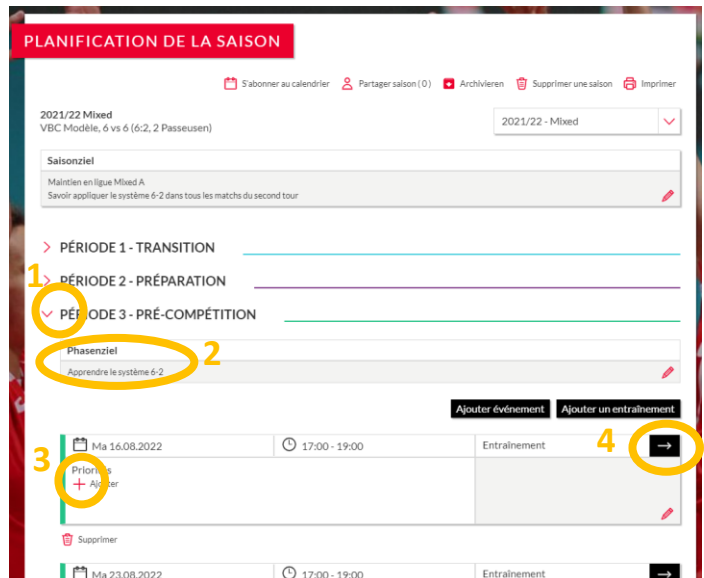 PLANIFICATION DE LA SAISON
S'abonner au calendrier Partager saison ( 0 ) Archivieren Supprimer une saison Imprimer
2021/22 Mixed
VBC Modèle, 6 vs 6 (6:2, 2 Passeusen)
2021/22 - Mixed
Saisonziel
Maintien en ligue Mixed A
Savoir appliquer le système 6-2 dans tous les matchs du second tour
PÉRIODE 1 - TRANSITION
1
PÉRIODE 2 - PRÉPARATION
PÉRIODE 3 - PRÉ-COMPÉTITION
Phasenziel
2
Apprendre le système 6-2
Ajouter événement Ajouter un entraînement
Ma 16.08.2022 17:00 - 19:00 Entraînement 4 →
3
Priorités
+ Ajouter
Supprimer
Ma 23.08.2022 17:00 - 19:00 Entraînement →